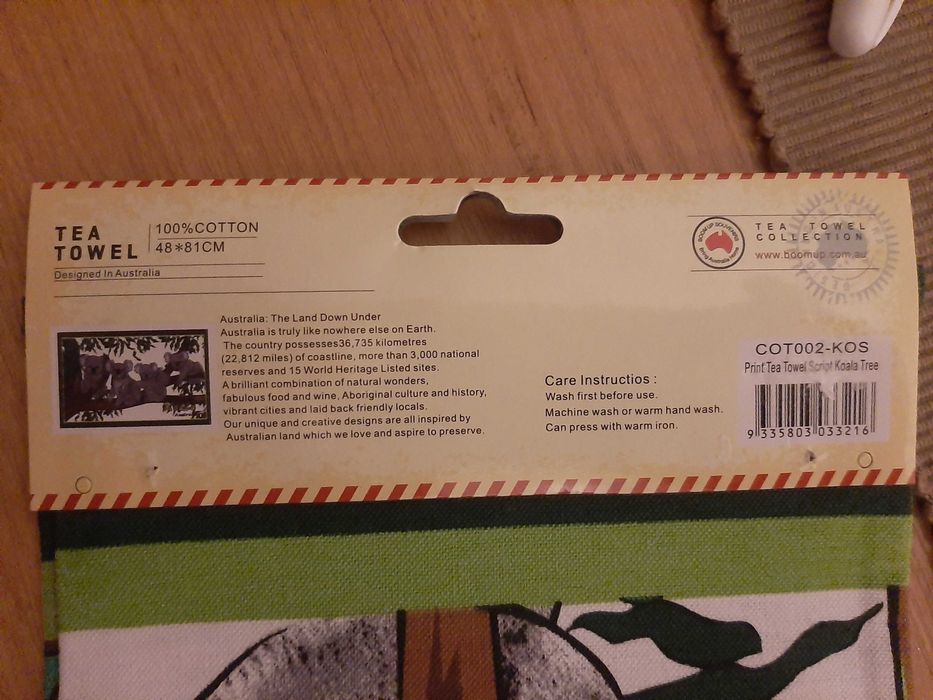 TEA
TOWEL
100%COTTON
48*81CM
Designed In Australia
BOOMUP SOUVENIRS
Bring Australia Home
TEA TOWEL
COLLECTION
www.boomup.com.au
Australia: The Land Down Under
Australia is truly like nowhere else on Earth.
The country possesses36,735 kilometres
(22,812 miles) of coastline, more than 3,000 national
reserves and 15 World Heritage Listed sites.
A brilliant combination of natural wonders,
fabulous food and wine, Aboriginal culture and history,
vibrant cities and laid back friendly locals.
Our unique and creative designs are all inspired by
Australian land which we love and aspire to preserve.
Care Instructios :
Wash first before use.
Machine wash or warm hand wash.
Can press with warm iron.
COT002-KOS
Print Tea Towel Script Koala Tree
9 335803 033216